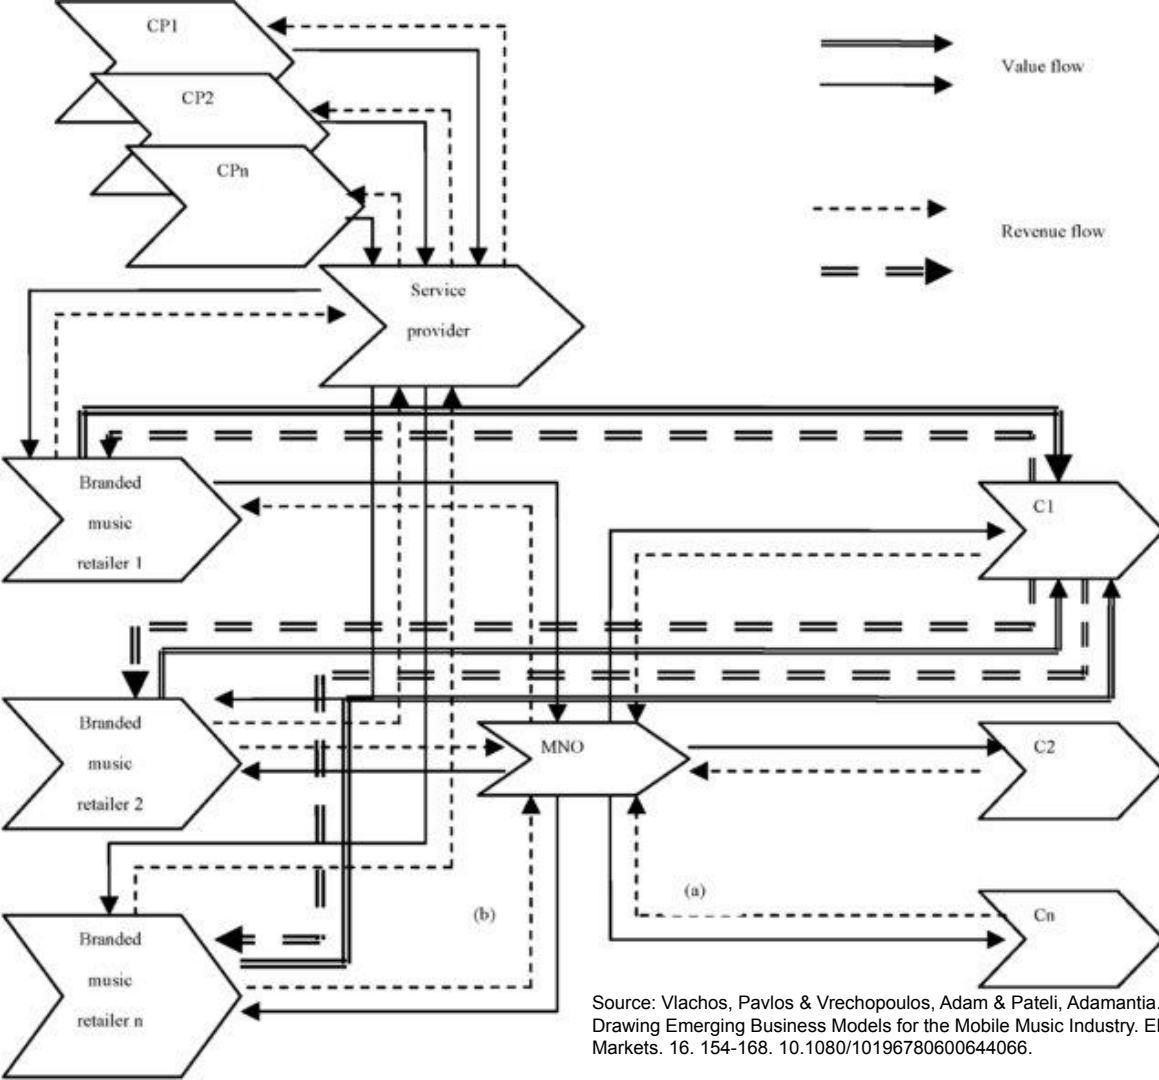 CP1
CP2
CPn
Value flow
Revenue flow
Service
provider
Branded
music
retailer 1
C1
Branded
music
retailer 2
MNO
C2
(a)
(b)
Cn
Branded
music
retailer n
Source: Vlachos, Pavlos & Vrechopoulos, Adam & Pateli, Adamantia.
Drawing Emerging Business Models for the Mobile Music Industry. El
Markets. 16. 154-168. 10.1080/10196780600644066.